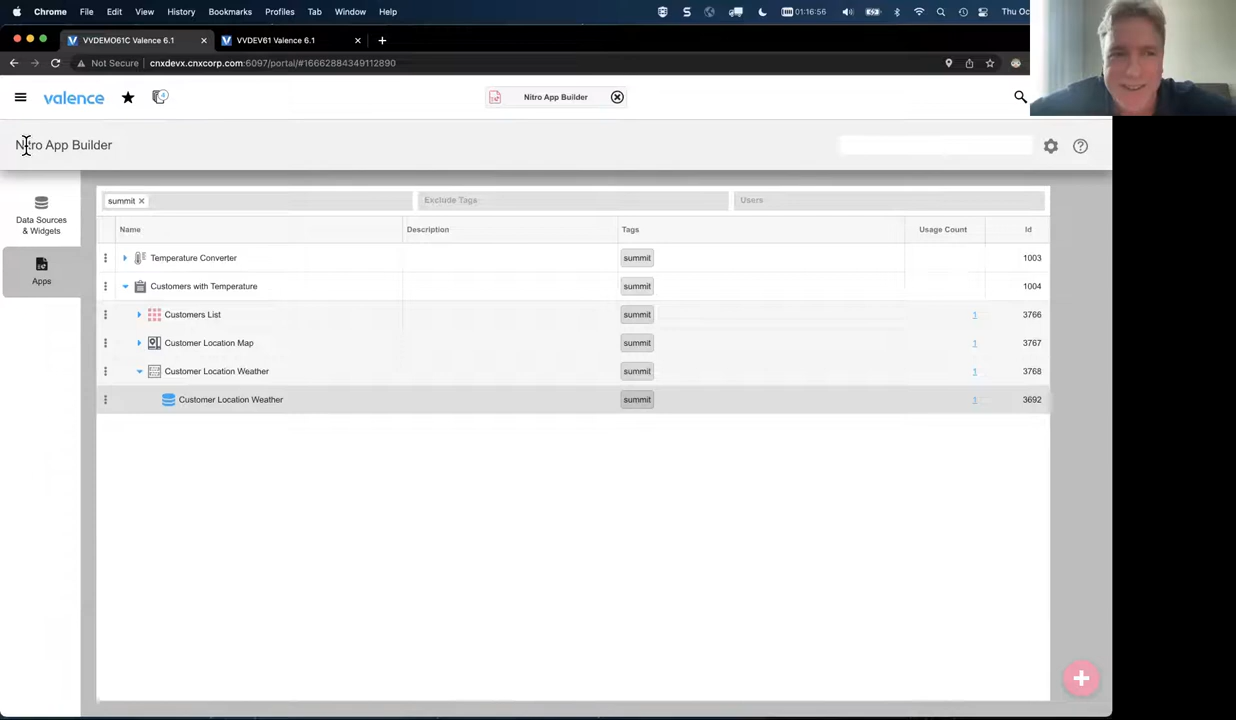 Chrome File Edit View History Bookmarks Profiles Tab Window Help S 01:16:56 Thu Oc
VVDEMO61C Valence 6.1 VVDEV61 Valence 6.1
Not Secure cnxdevx.cnxcorp.com:6097/portal/#16662884349112890
valence Nitro App Builder
Nitro App Builder
summit Exclude Tags Users
Data Sources
& Widgets
Apps
Name Description Tags Usage Count Id
Temperature Converter summit 1003
Customers with Temperature summit 1004
Customers List summit 1 3766
Customer Location Map summit 1 3767
Customer Location Weather summit 1 3768
Customer Location Weather summit 1 3692